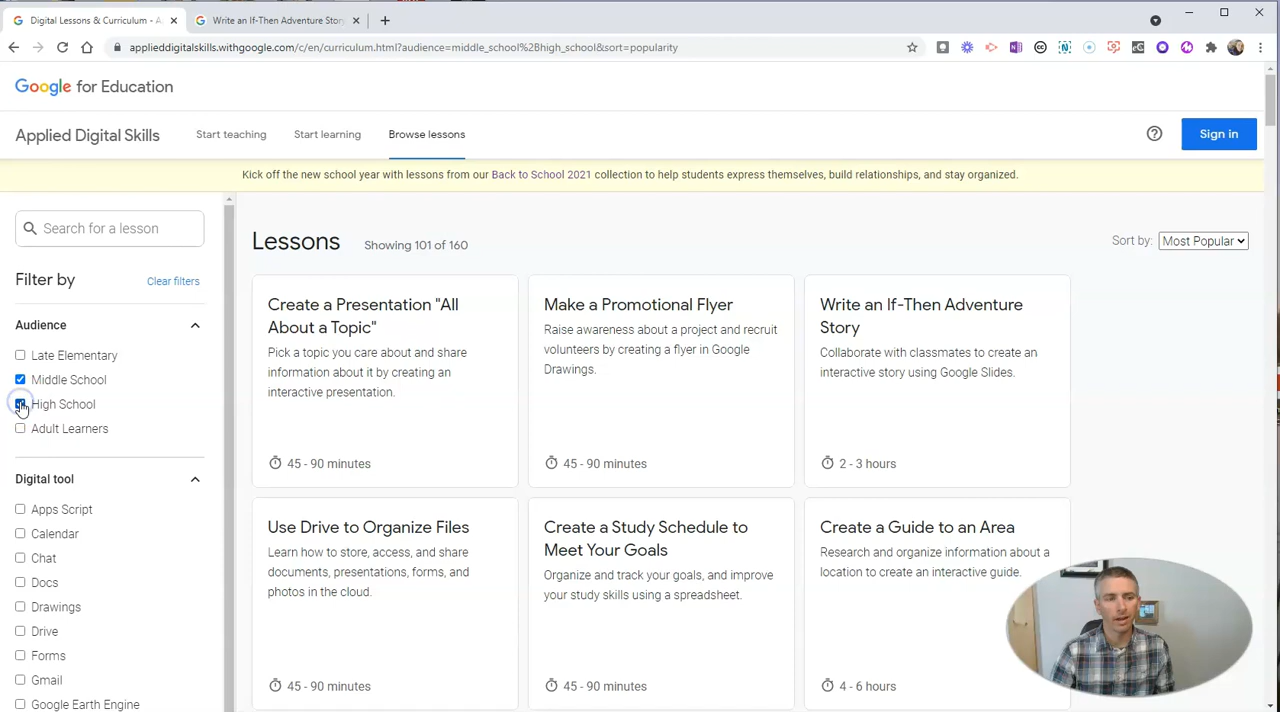 Digital Lessons & Curriculum - A
Write an If-Then Adventure Story
applieddigitalskills.withgoogle.com/c/en/curriculum.html?audience=middle_school%2Bhigh_school&sort=popularity
Google for Education
Applied Digital Skills
Start teaching
Start learning
Browse lessons
Sign in
Kick off the new school year with lessons from our Back to School 2021 collection to help students express themselves, build relationships, and stay organized.
Search for a lesson
Filter by
Clear filters
Audience
Late Elementary
Middle School
High School
Adult Learners
Digital tool
Apps Script
Calendar
Chat
Docs
Drawings
Drive
Forms
Gmail
Google Earth Engine
Lessons
Showing 101 of 160
Sort by:
Most Popular
Create a Presentation "All
About a Topic"
Pick a topic you care about and share
information about it by creating an
interactive presentation.
45 - 90 minutes
Make a Promotional Flyer
Raise awareness about a project and recruit
volunteers by creating a flyer in Google
Drawings.
45 - 90 minutes
Write an If-Then Adventure
Story
Collaborate with classmates to create an
interactive story using Google Slides.
2 - 3 hours
Use Drive to Organize Files
Learn how to store, access, and share
documents, presentations, forms, and
photos in the cloud.
45 - 90 minutes
Create a Study Schedule to
Meet Your Goals
Organize and track your goals, and improve
your study skills using a spreadsheet.
45 - 90 minutes
Create a Guide to an Area
Research and organize information about a
location to create an interactive guide.
4 - 6 hours